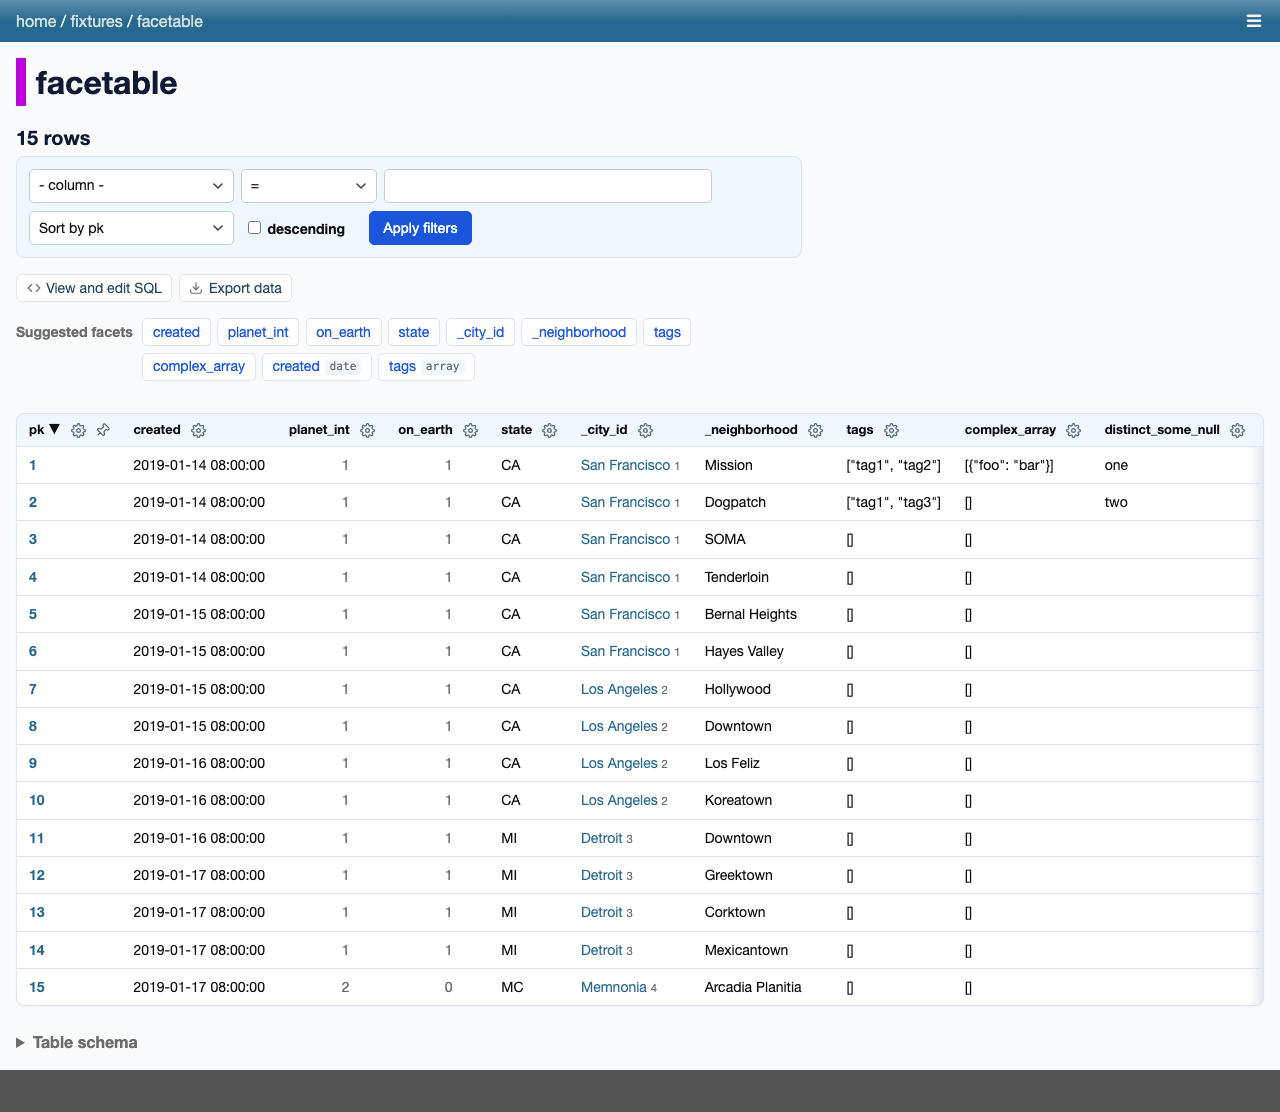 home / fixtures / facetable
facetable
15 rows
- column - =
Sort by pk descending Apply filters
View and edit SQL Export data
Suggested facets created planet_int on_earth state _city_id _neighborhood tags
complex_array created date tags array
pk ▼ created planet_int on_earth state _city_id _neighborhood tags complex_array distinct_some_null
1 2019-01-14 08:00:00 1 1 CA San Francisco 1 Mission ["tag1", "tag2"] [{"foo": "bar"}] one
2 2019-01-14 08:00:00 1 1 CA San Francisco 1 Dogpatch ["tag1", "tag3"] [] two
3 2019-01-14 08:00:00 1 1 CA San Francisco 1 SOMA [] []
4 2019-01-14 08:00:00 1 1 CA San Francisco 1 Tenderloin [] []
5 2019-01-15 08:00:00 1 1 CA San Francisco 1 Bernal Heights [] []
6 2019-01-15 08:00:00 1 1 CA San Francisco 1 Hayes Valley [] []
7 2019-01-15 08:00:00 1 1 CA Los Angeles 2 Hollywood [] []
8 2019-01-15 08:00:00 1 1 CA Los Angeles 2 Downtown [] []
9 2019-01-16 08:00:00 1 1 CA Los Angeles 2 Los Feliz [] []
10 2019-01-16 08:00:00 1 1 CA Los Angeles 2 Koreatown [] []
11 2019-01-16 08:00:00 1 1 MI Detroit 3 Downtown [] []
12 2019-01-17 08:00:00 1 1 MI Detroit 3 Greektown [] []
13 2019-01-17 08:00:00 1 1 MI Detroit 3 Corktown [] []
14 2019-01-17 08:00:00 1 1 MI Detroit 3 Mexicantown [] []
15 2019-01-17 08:00:00 2 0 MC Memnonia 4 Arcadia Planitia [] []
Table schema